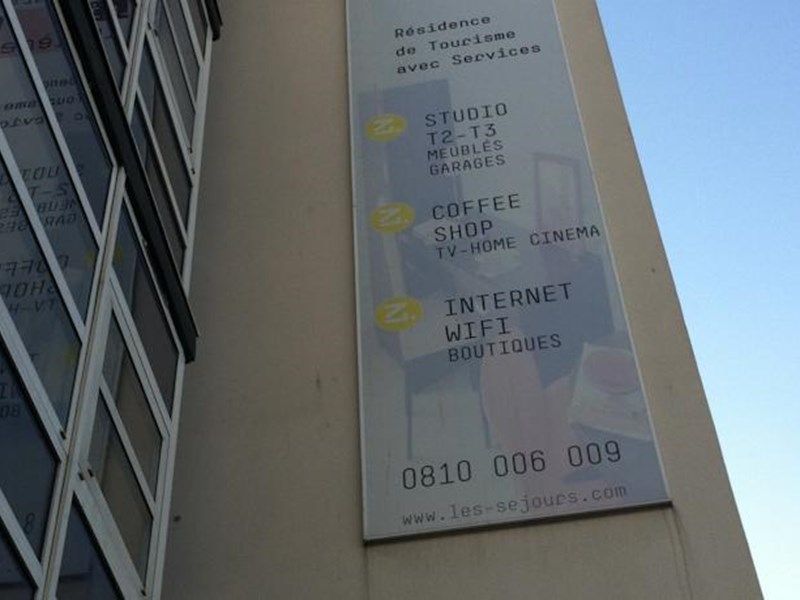 Résidence
de Tourisme
avec Services
Z. STUDIO
T2-T3
MEUBLÉS
GARAGES
Z. COFFEE
SHOP
TV-HOME CINEMA
Z. INTERNET
WIFI
BOUTIQUES
0810 006 009
www.les-sejours.com